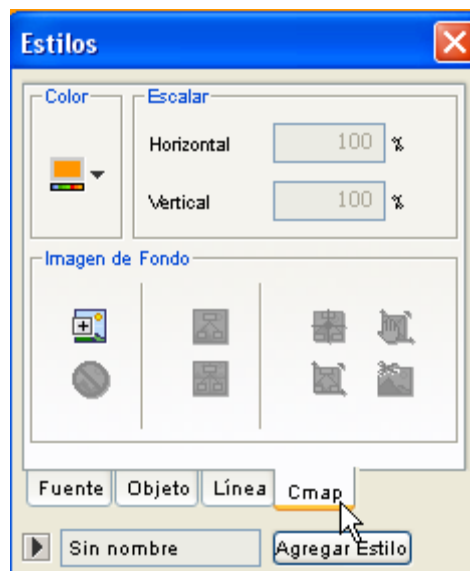 Estilos
Color
Escalar
Horizontal 100 %
Vertical 100 %
Imagen de Fondo
Fuente Objeto Línea Cmap
Sin nombre Agregar Estilo